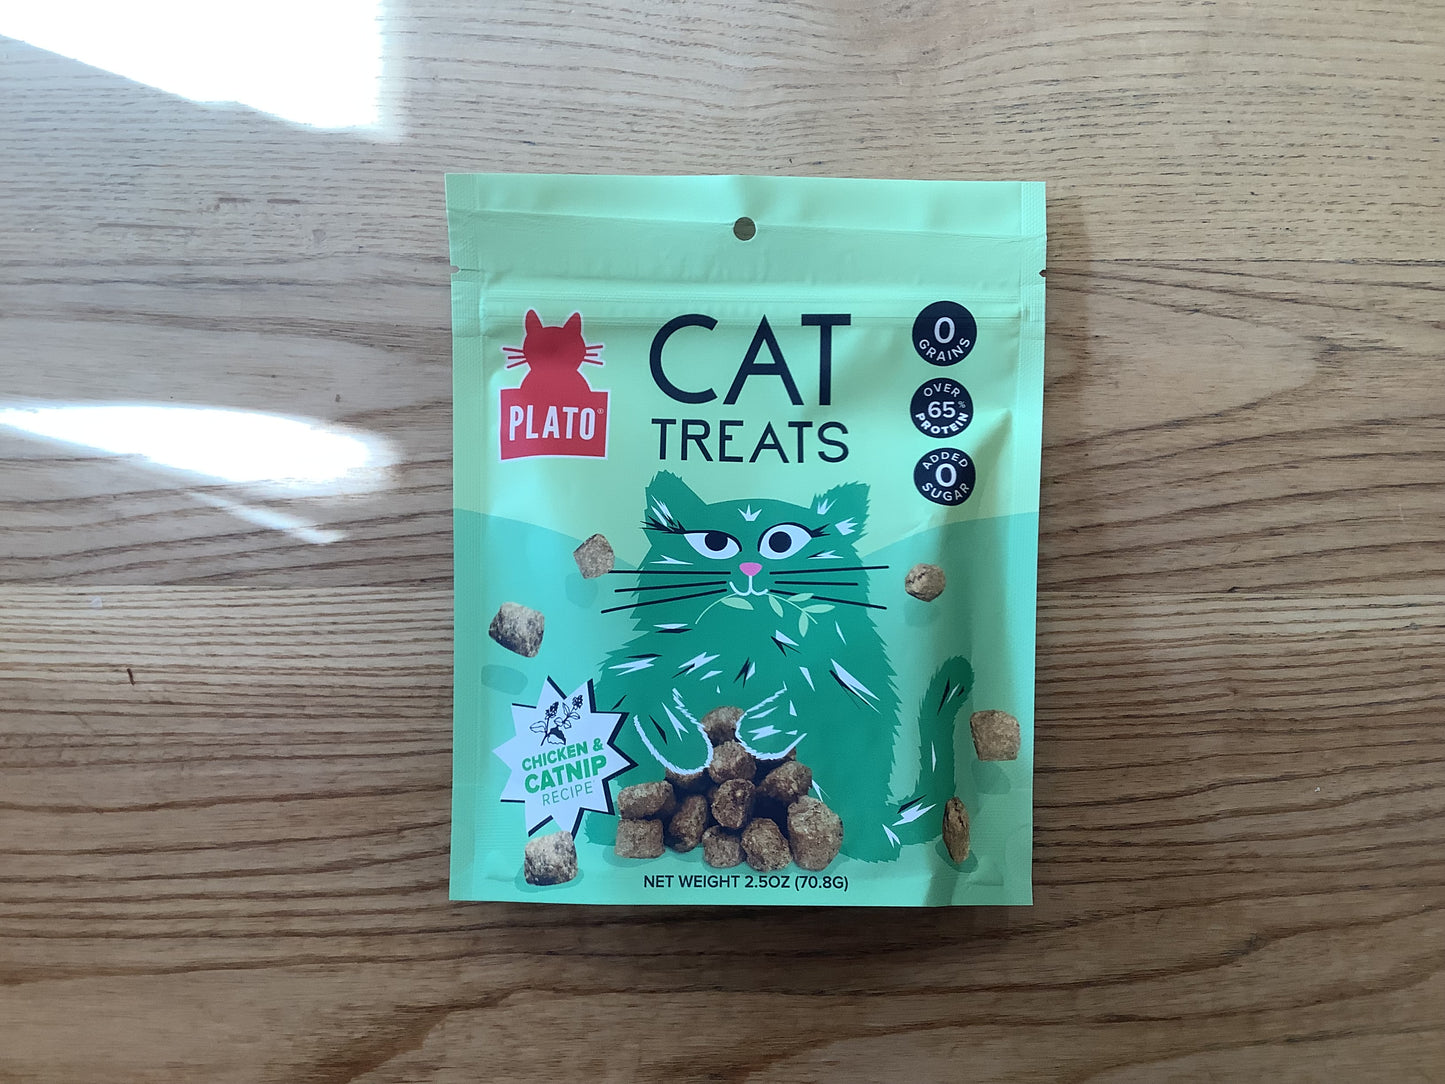 PLATO®
CAT
TREATS
0
GRAINS
OVER
65%
PROTEIN
ADDED
0
SUGAR
CHICKEN &
CATNIP
RECIPE
NET WEIGHT 2.5OZ (70.8G)